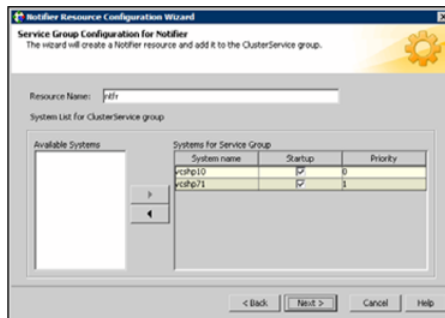 Notifier Resource Configuration Wizard
Service Group Configuration for Notifier
The wizard will create a Notifier resource and add it to the ClusterService group.
Resource Name: ntfr
System List for ClusterService group
Available Systems
Systems for Service Group
System name Startup Priority
vcshp10 0
vcshp71 1
< Back Next > Cancel Help